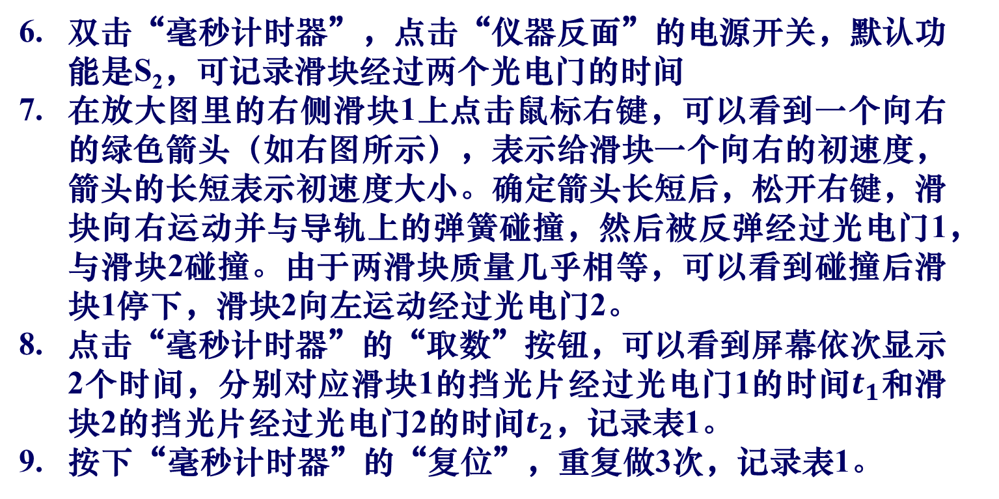 6. 双击“毫秒计时器”，点击“仪器反面”的电源开关，默认功
能是S₂，可记录滑块经过两个光电门的时间
7. 在放大图里的右侧滑块1上点击鼠标右键，可以看到一个向右
的绿色箭头（如右图所示），表示给滑块一个向右的初速度，
箭头的长短表示初速度大小。确定箭头长短后，松开右键，滑
块向右运动并与导轨上的弹簧碰撞，然后被反弹经过光电门1，
与滑块2碰撞。由于两滑块质量几乎相等，可以看到碰撞后滑
块1停下，滑块2向左运动经过光电门2。
8. 点击“毫秒计时器”的“取数”按钮，可以看到屏幕依次显示
2个时间，分别对应滑块1的挡光片经过光电门1的时间t₁和滑
块2的挡光片经过光电门2的时间t₂，记录表1。
9. 按下“毫秒计时器”的“复位”，重复做3次，记录表1。